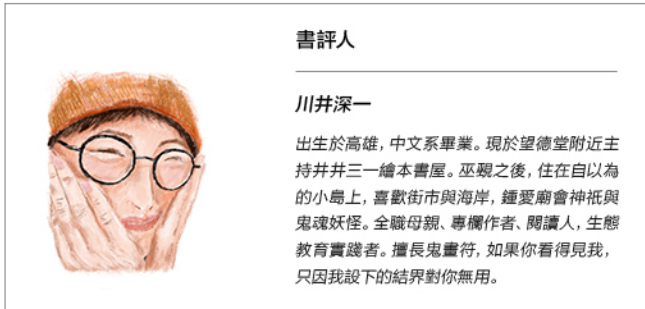 書評人
川井深一
出生於高雄，中文系畢業。現於望德堂附近主
持井井三一繪本書屋。巫覡之後，住在自以為
的小島上，喜歡街市與海岸，鍾愛廟會神祇與
鬼魂妖怪。全職母親、專欄作者、閱讀人，生態
教育實踐者。擅長鬼畫符，如果你看得見我，
只因我設下的結界對你無用。